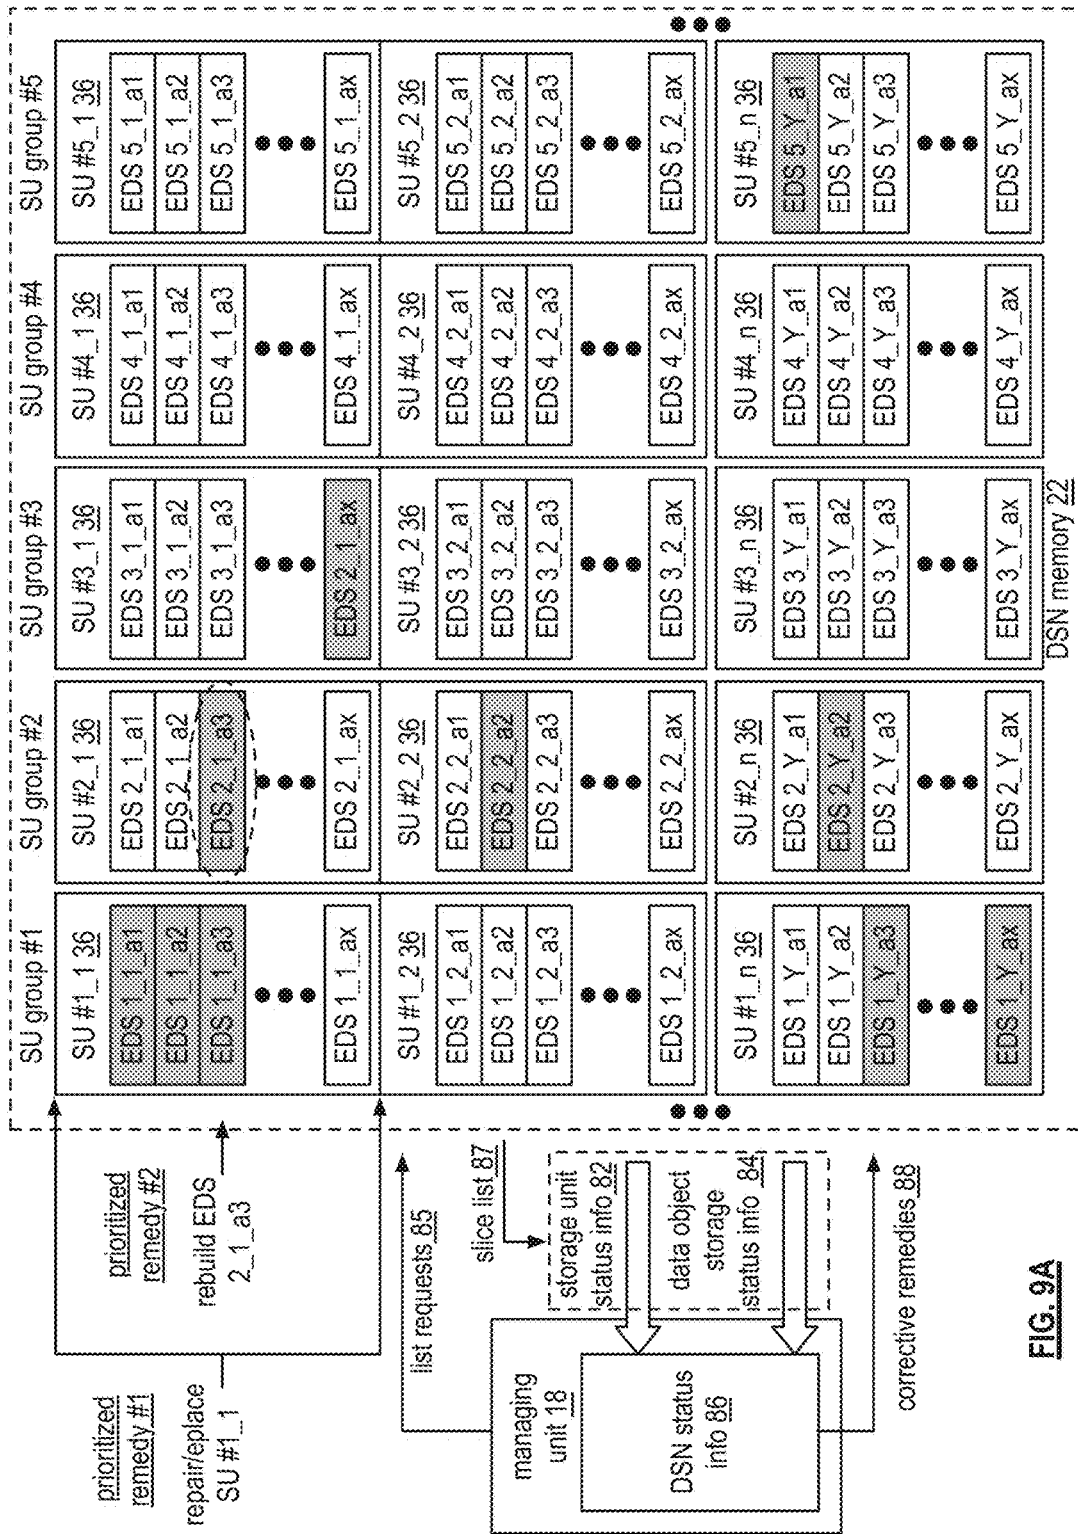 SU group #1
SU #1_1 36
EDS 1_1_a1
EDS 1_1_a2
EDS 1_1_a3
EDS 1_1_ax
SU #1_2 36
EDS 1_2_a1
EDS 1_2_a2
EDS 1_2_a3
EDS 1_2_ax
SU #1_n 36
EDS 1_Y_a1
EDS 1_Y_a2
EDS 1_Y_a3
EDS 1_Y_ax
SU group #2
SU #2_1 36
EDS 2_1_a1
EDS 2_1_a2
EDS 2_1_a3
EDS 2_1_ax
SU #2_2 36
EDS 2_2_a1
EDS 2_2_a2
EDS 2_2_a3
EDS 2_2_ax
SU #2_n 36
EDS 2_Y_a1
EDS 2_Y_a2
EDS 2_Y_a3
EDS 2_Y_ax
SU group #3
SU #3_1 36
EDS 3_1_a1
EDS 3_1_a2
EDS 3_1_a3
EDS 2_1_ax
SU #3_2 36
EDS 3_2_a1
EDS 3_2_a2
EDS 3_2_a3
EDS 3_2_ax
SU #3_n 36
EDS 3_Y_a1
EDS 3_Y_a2
EDS 3_Y_a3
EDS 3_Y_ax
SU group #4
SU #4_1 36
EDS 4_1_a1
EDS 4_1_a2
EDS 4_1_a3
EDS 4_1_ax
SU #4_2 36
EDS 4_2_a1
EDS 4_2_a2
EDS 4_2_a3
EDS 4_2_ax
SU #4_n 36
EDS 4_Y_a1
EDS 4_Y_a2
EDS 4_Y_a3
EDS 4_Y_ax
SU group #5
SU #5_1 36
EDS 5_1_a1
EDS 5_1_a2
EDS 5_1_a3
EDS 5_1_ax
SU #5_2 36
EDS 5_2_a1
EDS 5_2_a2
EDS 5_2_a3
EDS 5_2_ax
SU #5_n 36
EDS 5_Y_a1
EDS 5_Y_a2
EDS 5_Y_a3
EDS 5_Y_ax
DSN memory 22
prioritized
remedy #1
repair/eplace
SU #1_1
prioritized
remedy #2
rebuild EDS
2_1_a3
list requests 85
slice list 87
storage unit
status info 82
data object
storage
status info 84
managing
unit 18
DSN status
info 86
corrective remedies 88
FIG. 9A